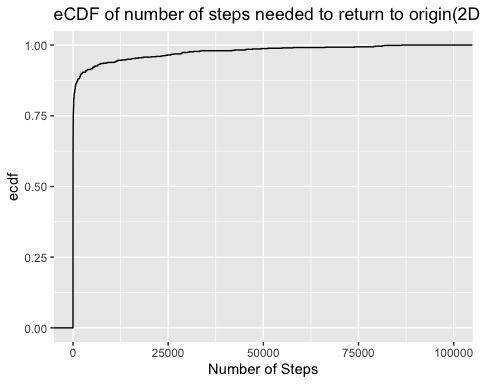 eCDF of number of steps needed to return to origin(2D
1.00
0.75
0.50
0.25
0.00
ecdf
0 25000 50000 75000 100000
Number of Steps